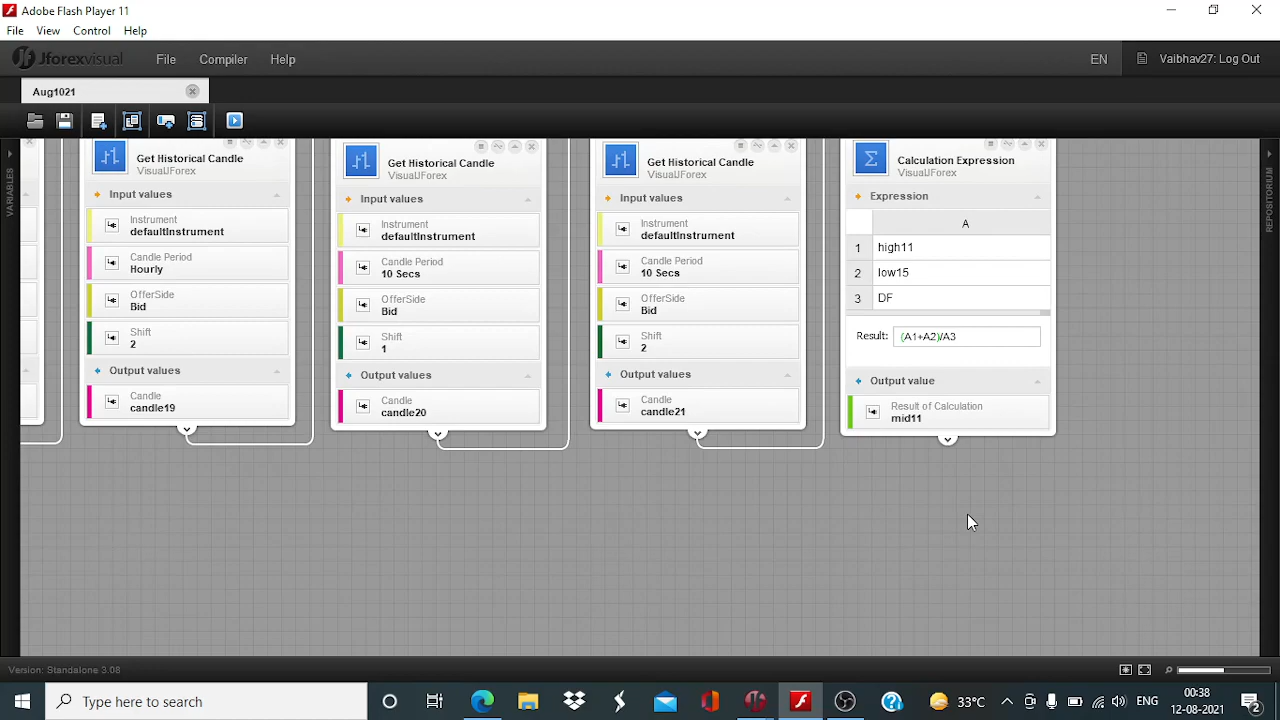 Adobe Flash Player 11
File View Control Help
Jforexvisual File Compiler Help EN Vaibhav27: Log Out
Aug1021
VARIABLES
REPOSITORIUM
Get Historical Candle
VisualJForex
Input values
Instrument
defaultInstrument
Candle Period
Hourly
OfferSide
Bid
Shift
2
Output values
Candle
candle19
Get Historical Candle
VisualJForex
Input values
Instrument
defaultInstrument
Candle Period
10 Secs
OfferSide
Bid
Shift
1
Output values
Candle
candle20
Get Historical Candle
VisualJForex
Input values
Instrument
defaultInstrument
Candle Period
10 Secs
OfferSide
Bid
Shift
2
Output values
Candle
candle21
Calculation Expression
VisualJForex
Expression
A
1 high11
2 low15
3 DF
Result: (A1+A2)/A3
Output value
Result of Calculation
mid11
Version: Standalone 3.08
Type here to search
33°C
ENG
00:38
12-08-2021
2